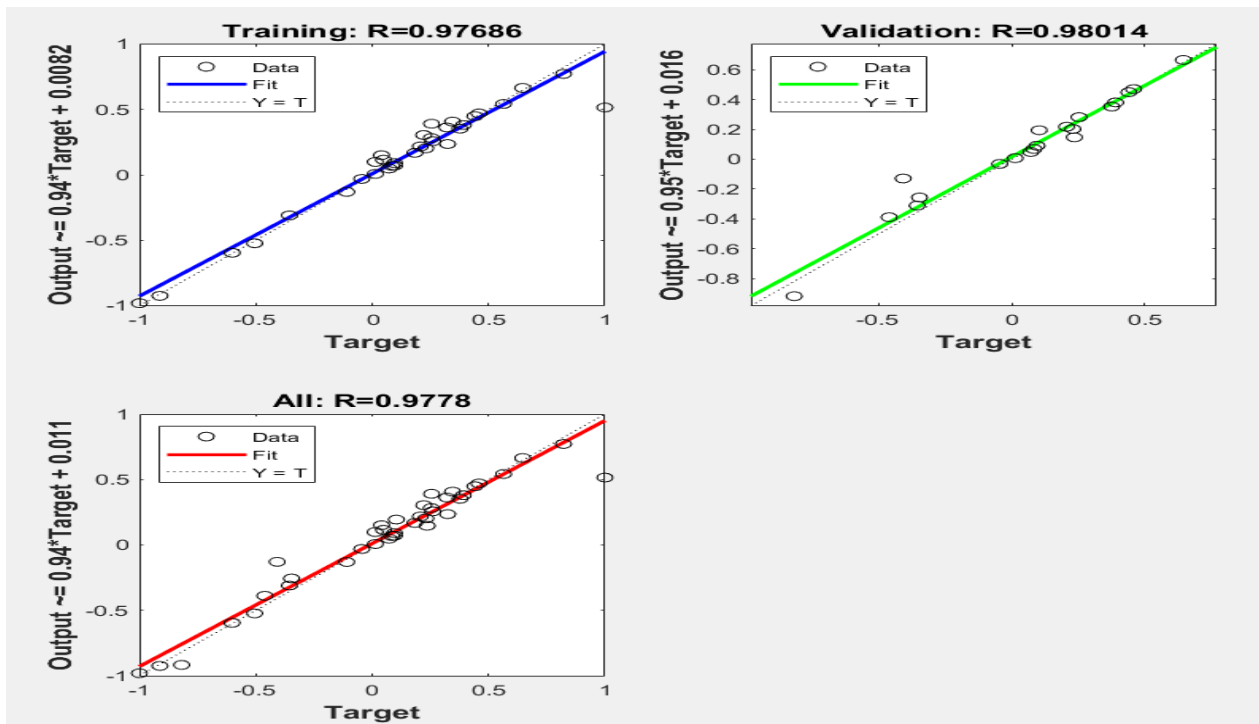 Training: R=0.97686
Output ~= 0.94*Target + 0.0082
1
0.5
0
-0.5
-1
Data
Fit
Y = T
-1
-0.5
0
0.5
1
Target
Validation: R=0.98014
Output ~= 0.95*Target + 0.016
0.6
0.4
0.2
0
-0.2
-0.4
-0.6
-0.8
Data
Fit
Y = T
-0.5
0
0.5
Target
All: R=0.9778
Output ~= 0.94*Target + 0.011
1
0.5
0
-0.5
-1
Data
Fit
Y = T
-1
-0.5
0
0.5
1
Target